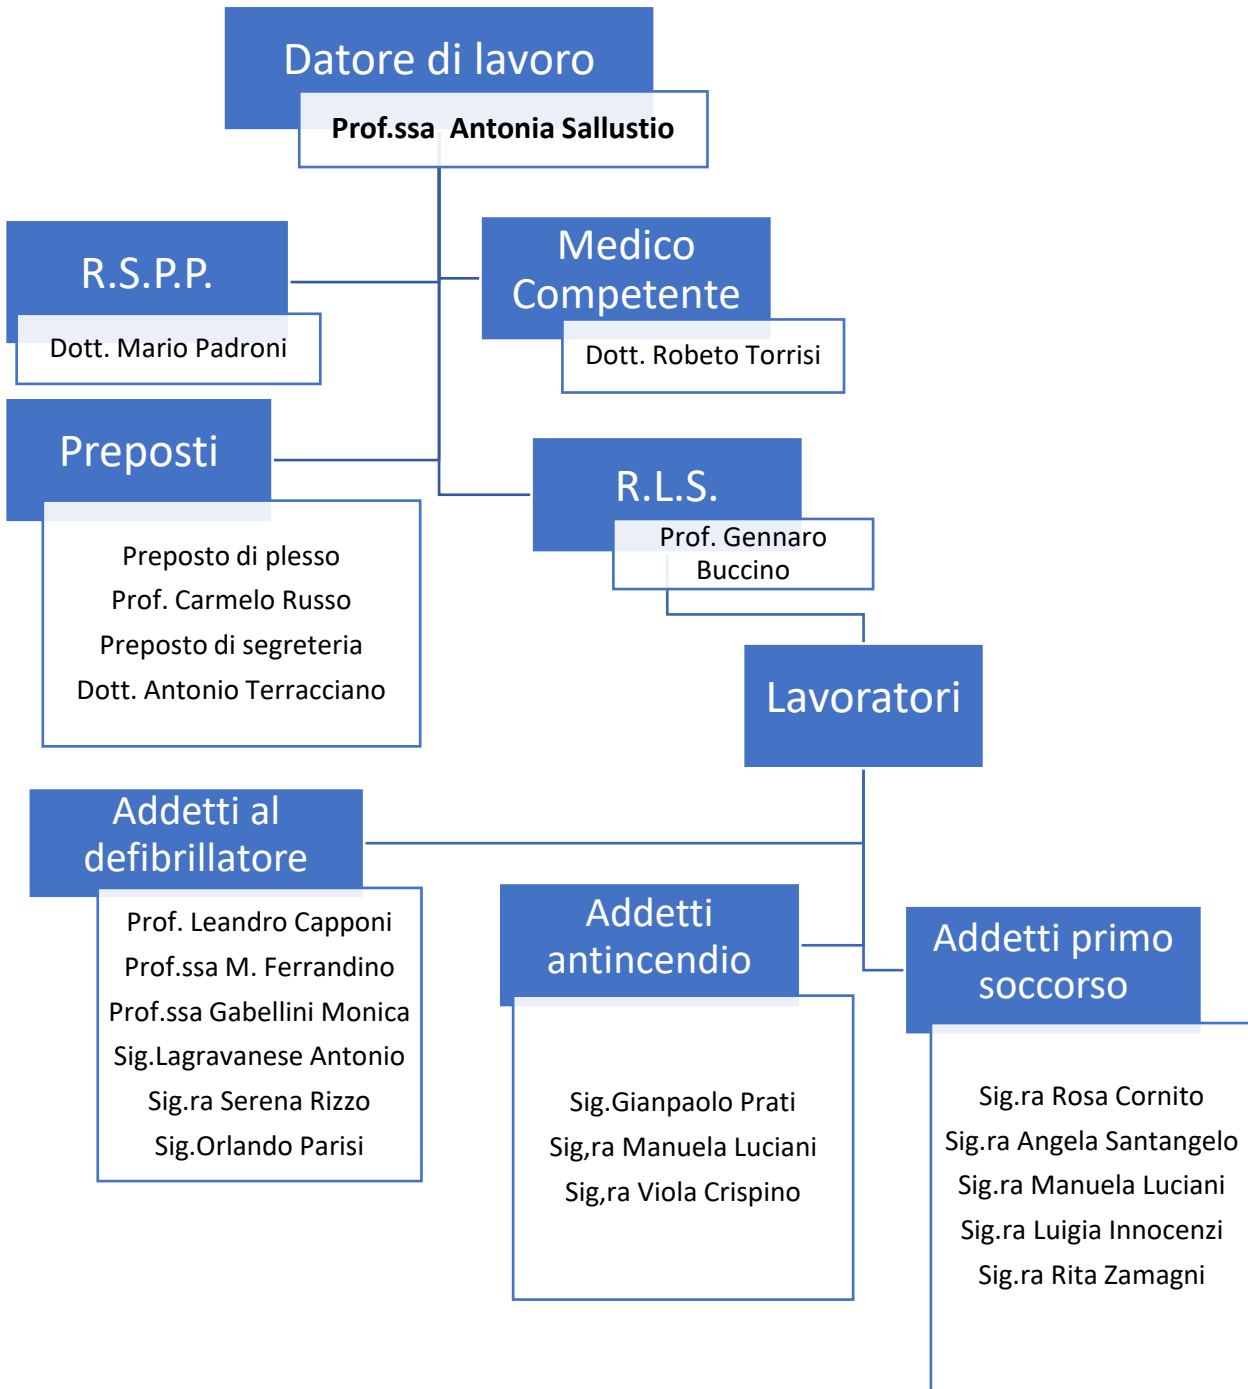 Datore di lavoro
Prof.ssa Antonia Sallustio
R.S.P.P.
Dott. Mario Padroni
Medico
Competente
Dott. Robeto Torrisi
Preposti
Preposto di plesso
Prof. Carmelo Russo
Preposto di segreteria
Dott. Antonio Terracciano
R.L.S.
Prof. Gennaro
Buccino
Lavoratori
Addetti al
defibrillatore
Prof. Leandro Capponi
Prof.ssa M. Ferrandino
Prof.ssa Gabellini Monica
Sig.Lagravanese Antonio
Sig.ra Serena Rizzo
Sig.Orlando Parisi
Addetti
antincendio
Sig.Gianpaolo Prati
Sig,ra Manuela Luciani
Sig,ra Viola Crispino
Addetti primo
soccorso
Sig.ra Rosa Cornito
Sig.ra Angela Santangelo
Sig.ra Manuela Luciani
Sig.ra Luigia Innocenzi
Sig.ra Rita Zamagni